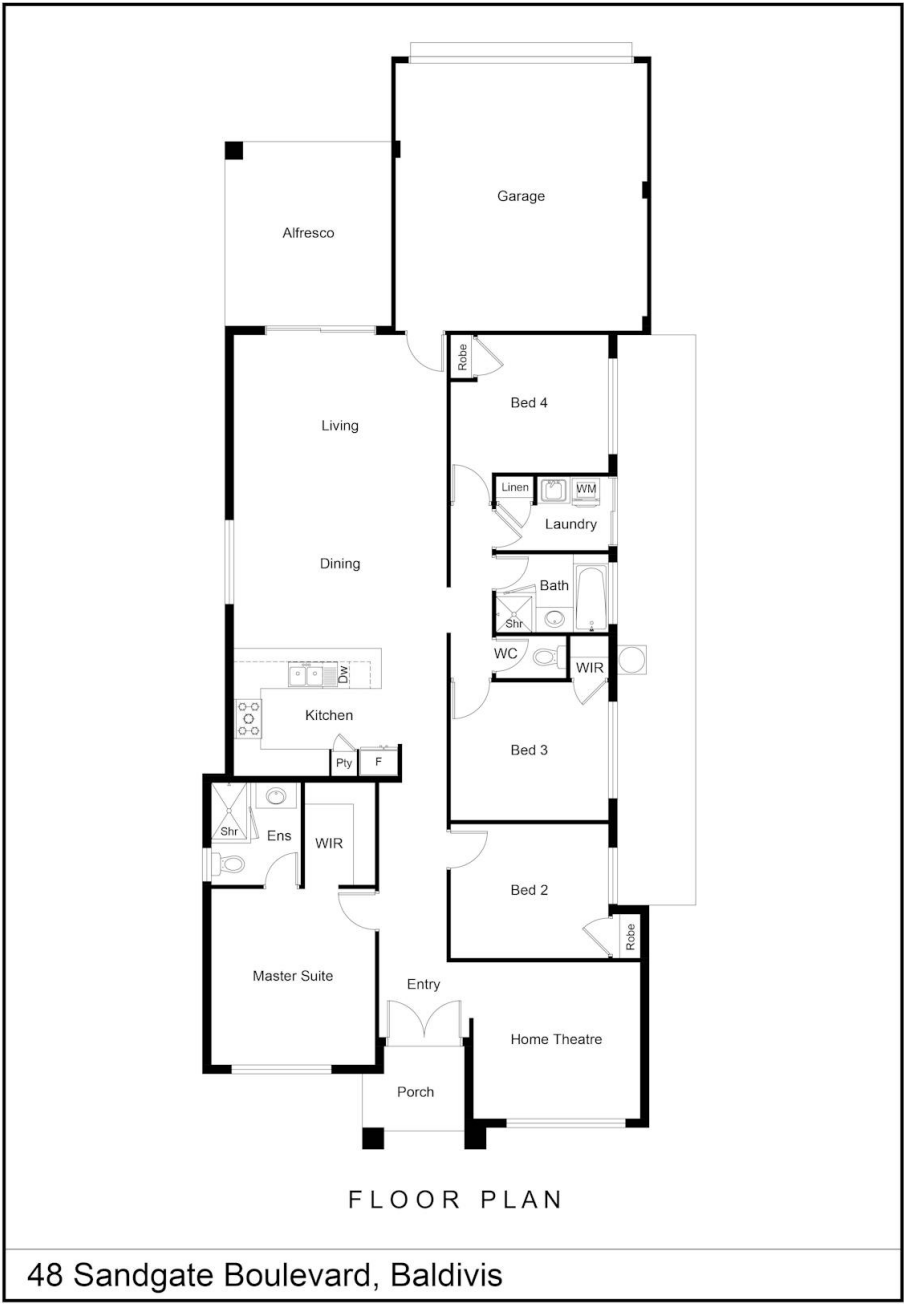 Garage
Alfresco
Robe
Bed 4
Living
Linen
WM
Laundry
Dining
Bath
Shr
WC
WIR
Dw
Kitchen
Bed 3
Pty
F
Shr
Ens
WIR
Bed 2
Robe
Master Suite
Entry
Home Theatre
Porch
FLOOR PLAN
48 Sandgate Boulevard, Baldivis